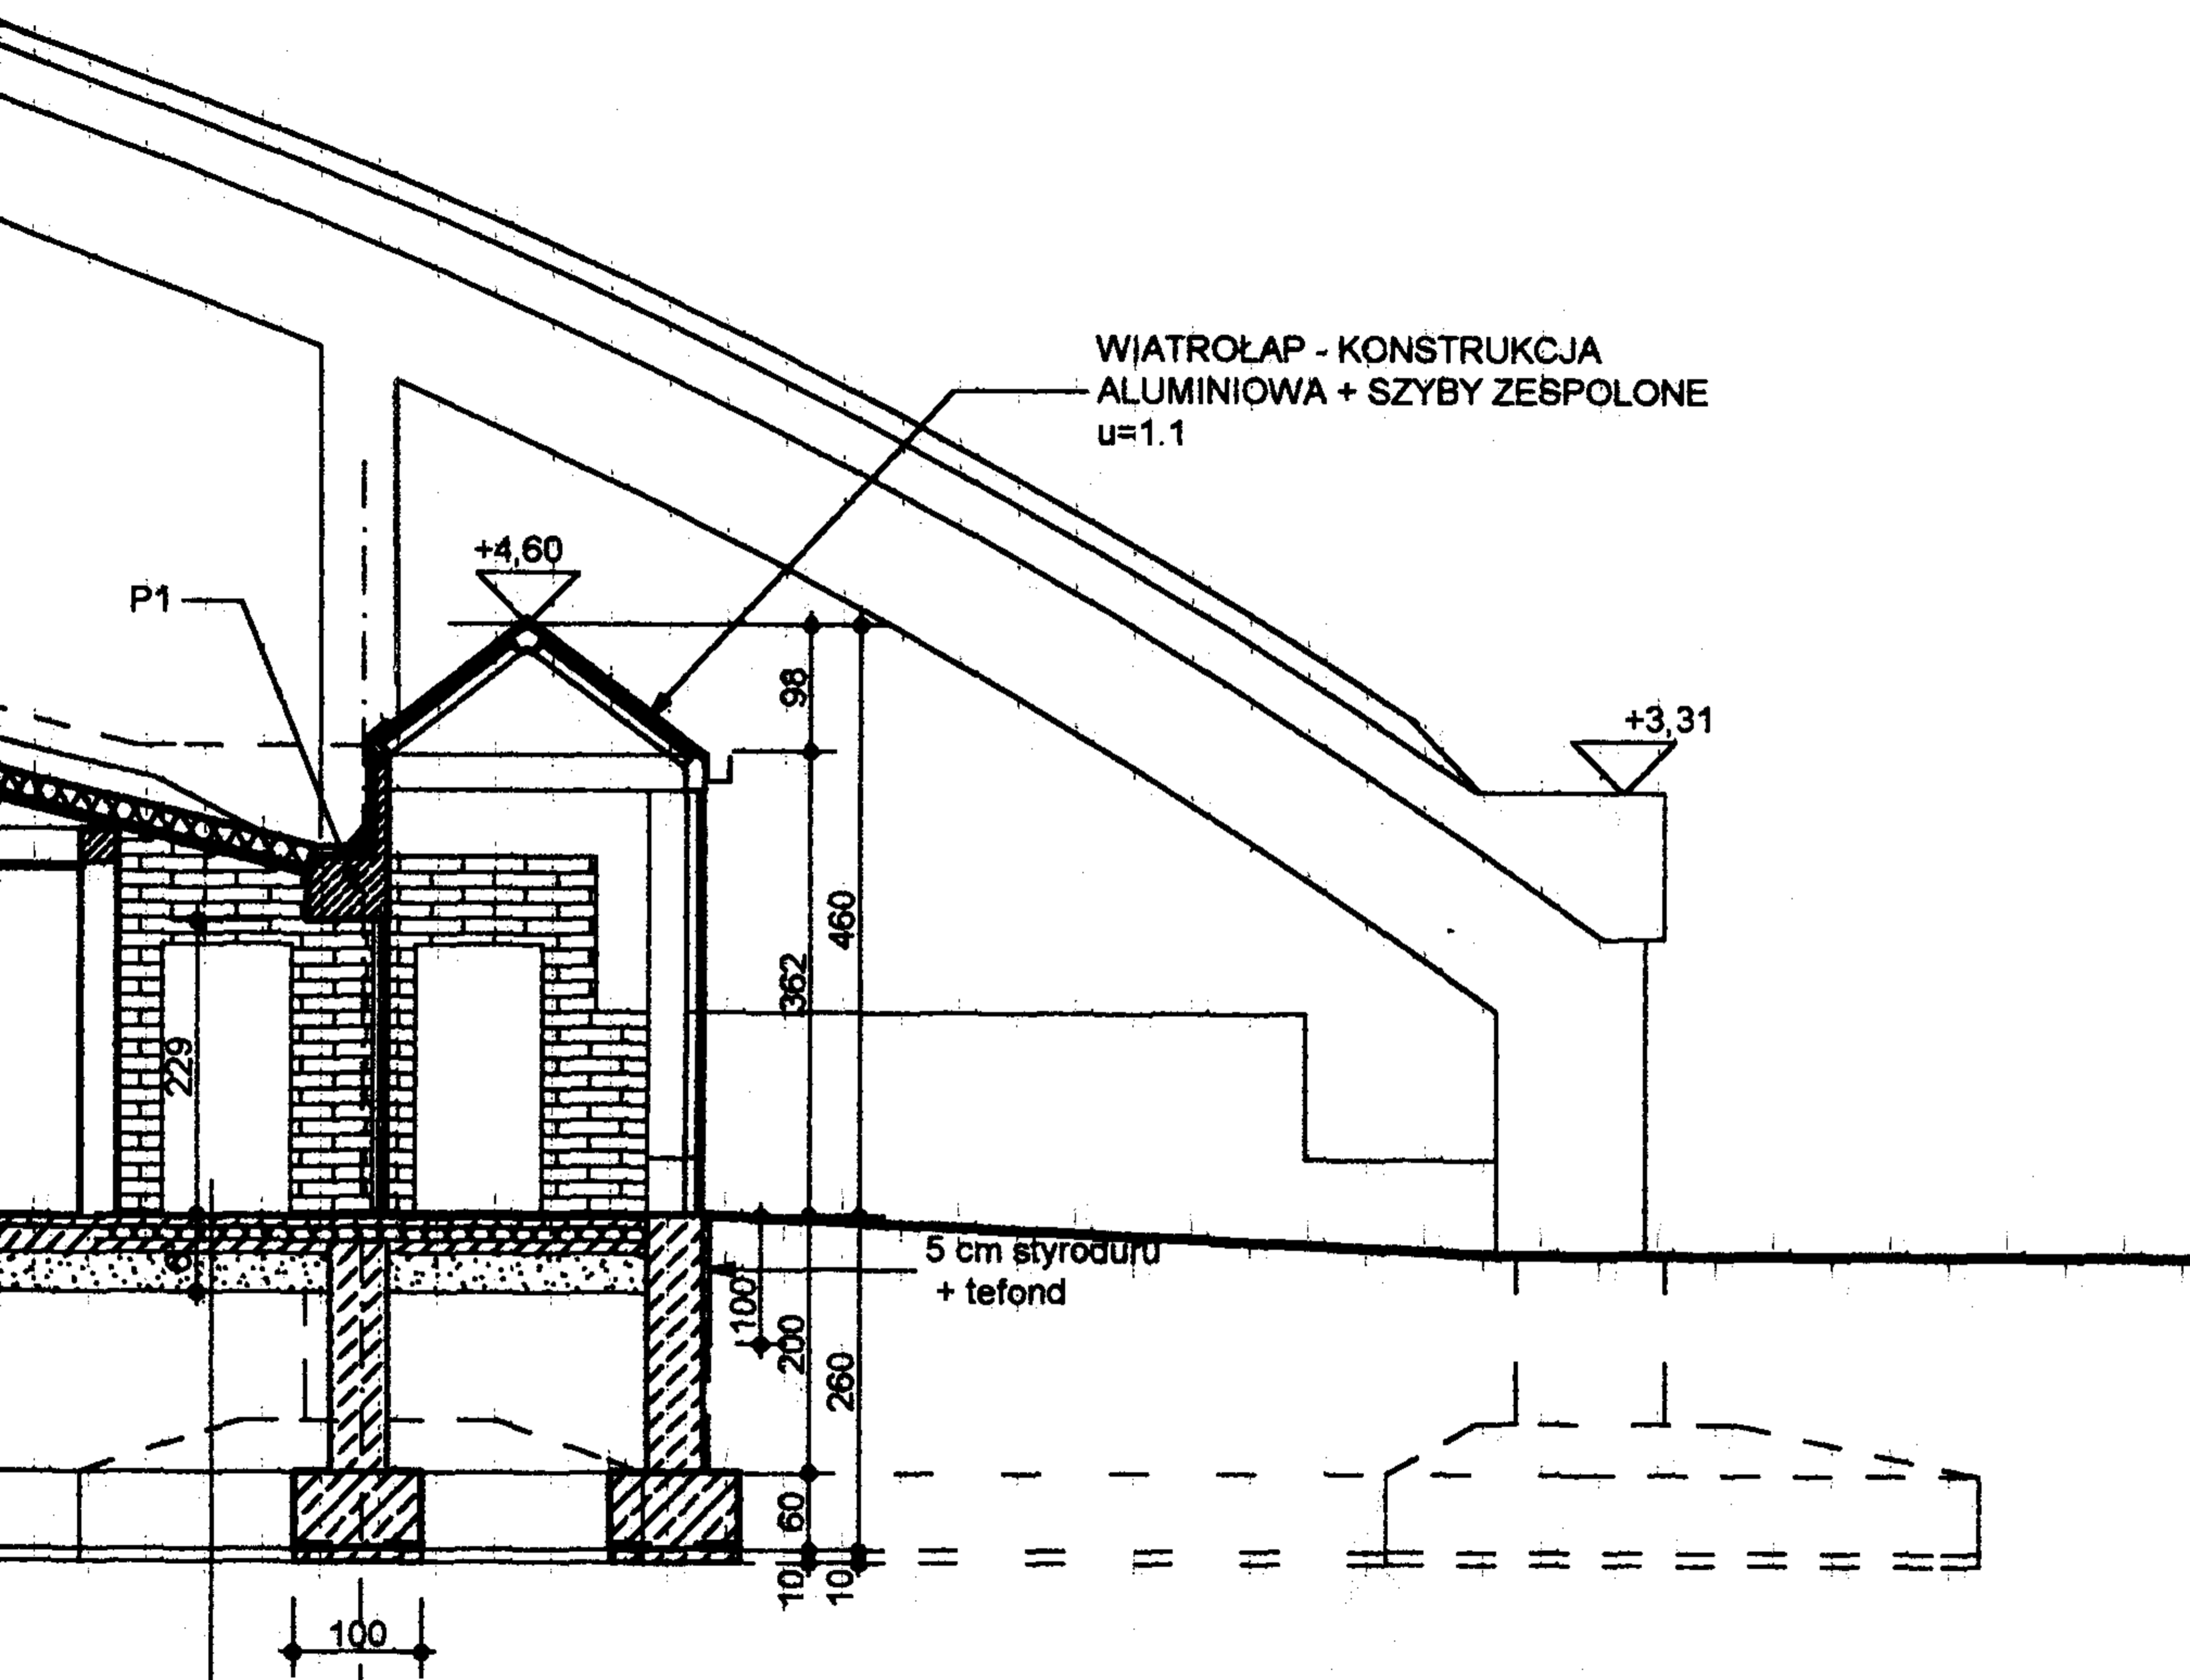 WIATROŁAP - KONSTRUKCJA
ALUMINIOWA + SZYBY ZESPOLONE
u=1.1
+4,60
P1
98
+3,31
460
362
229
5 cm styroduru
+ tefond
100
200
260
60
10
10
100